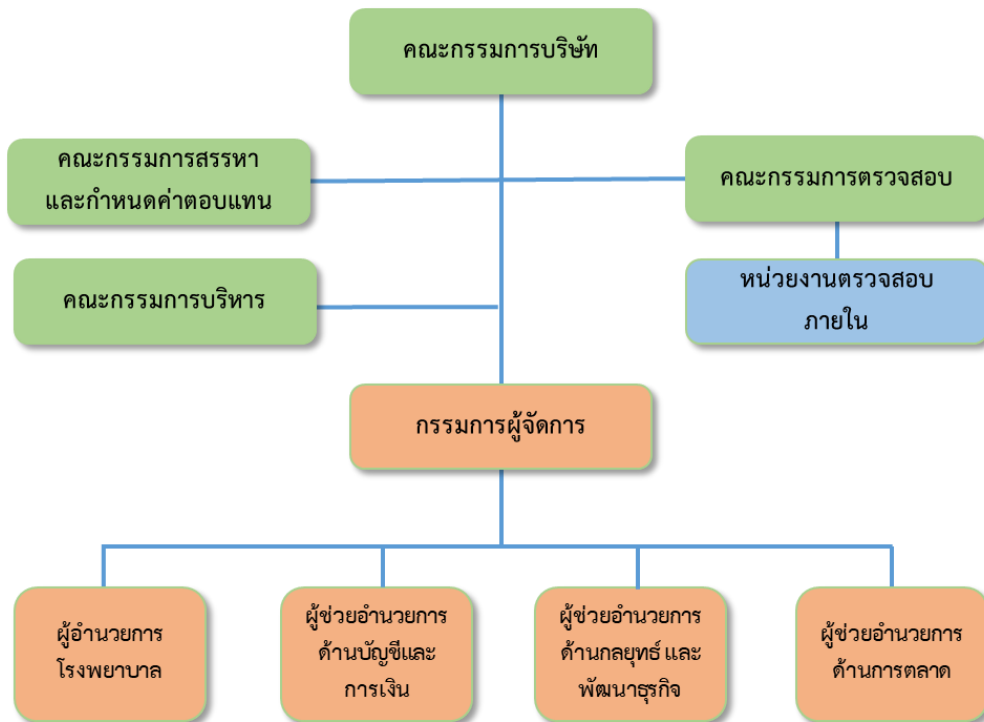 คณะกรรมการบริษัท
คณะกรรมการสรรหา
และกำหนดค่าตอบแทน
คณะกรรมการตรวจสอบ
คณะกรรมการบริหาร
หน่วยงานตรวจสอบ
ภายใน
กรรมการผู้จัดการ
ผู้อำนวยการ
โรงพยาบาล
ผู้ช่วยอำนวยการ
ด้านบัญชีและ
การเงิน
ผู้ช่วยอำนวยการ
ด้านกลยุทธ์ และ
พัฒนาธุรกิจ
ผู้ช่วยอำนวยการ
ด้านการตลาด